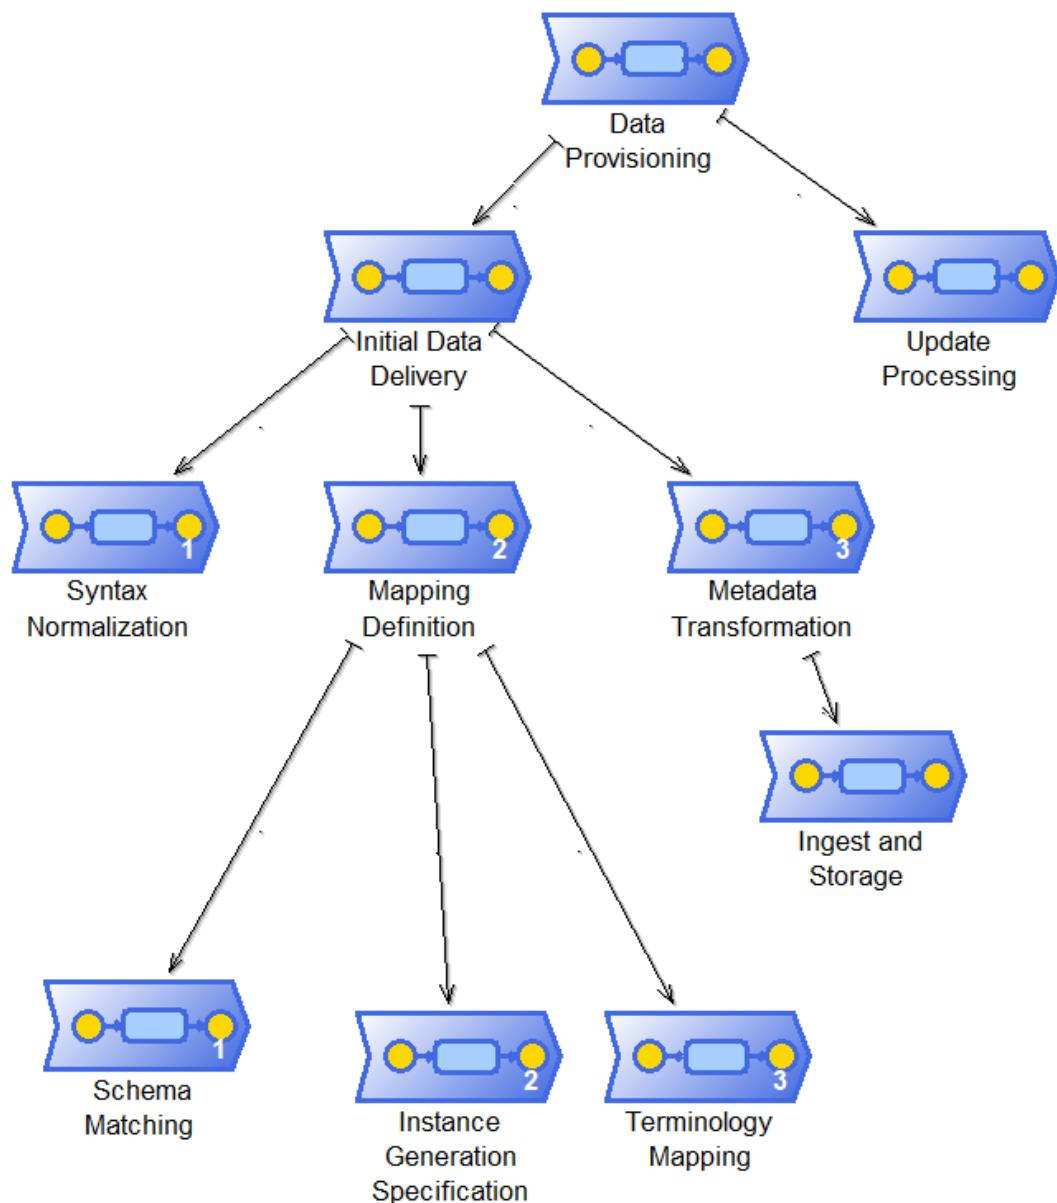 Data
Provisioning
Initial Data
Delivery
Update
Processing
1
Syntax
Normalization
2
Mapping
Definition
3
Metadata
Transformation
Ingest and
Storage
1
Schema
Matching
2
Instance
Generation
Specification
3
Terminology
Mapping